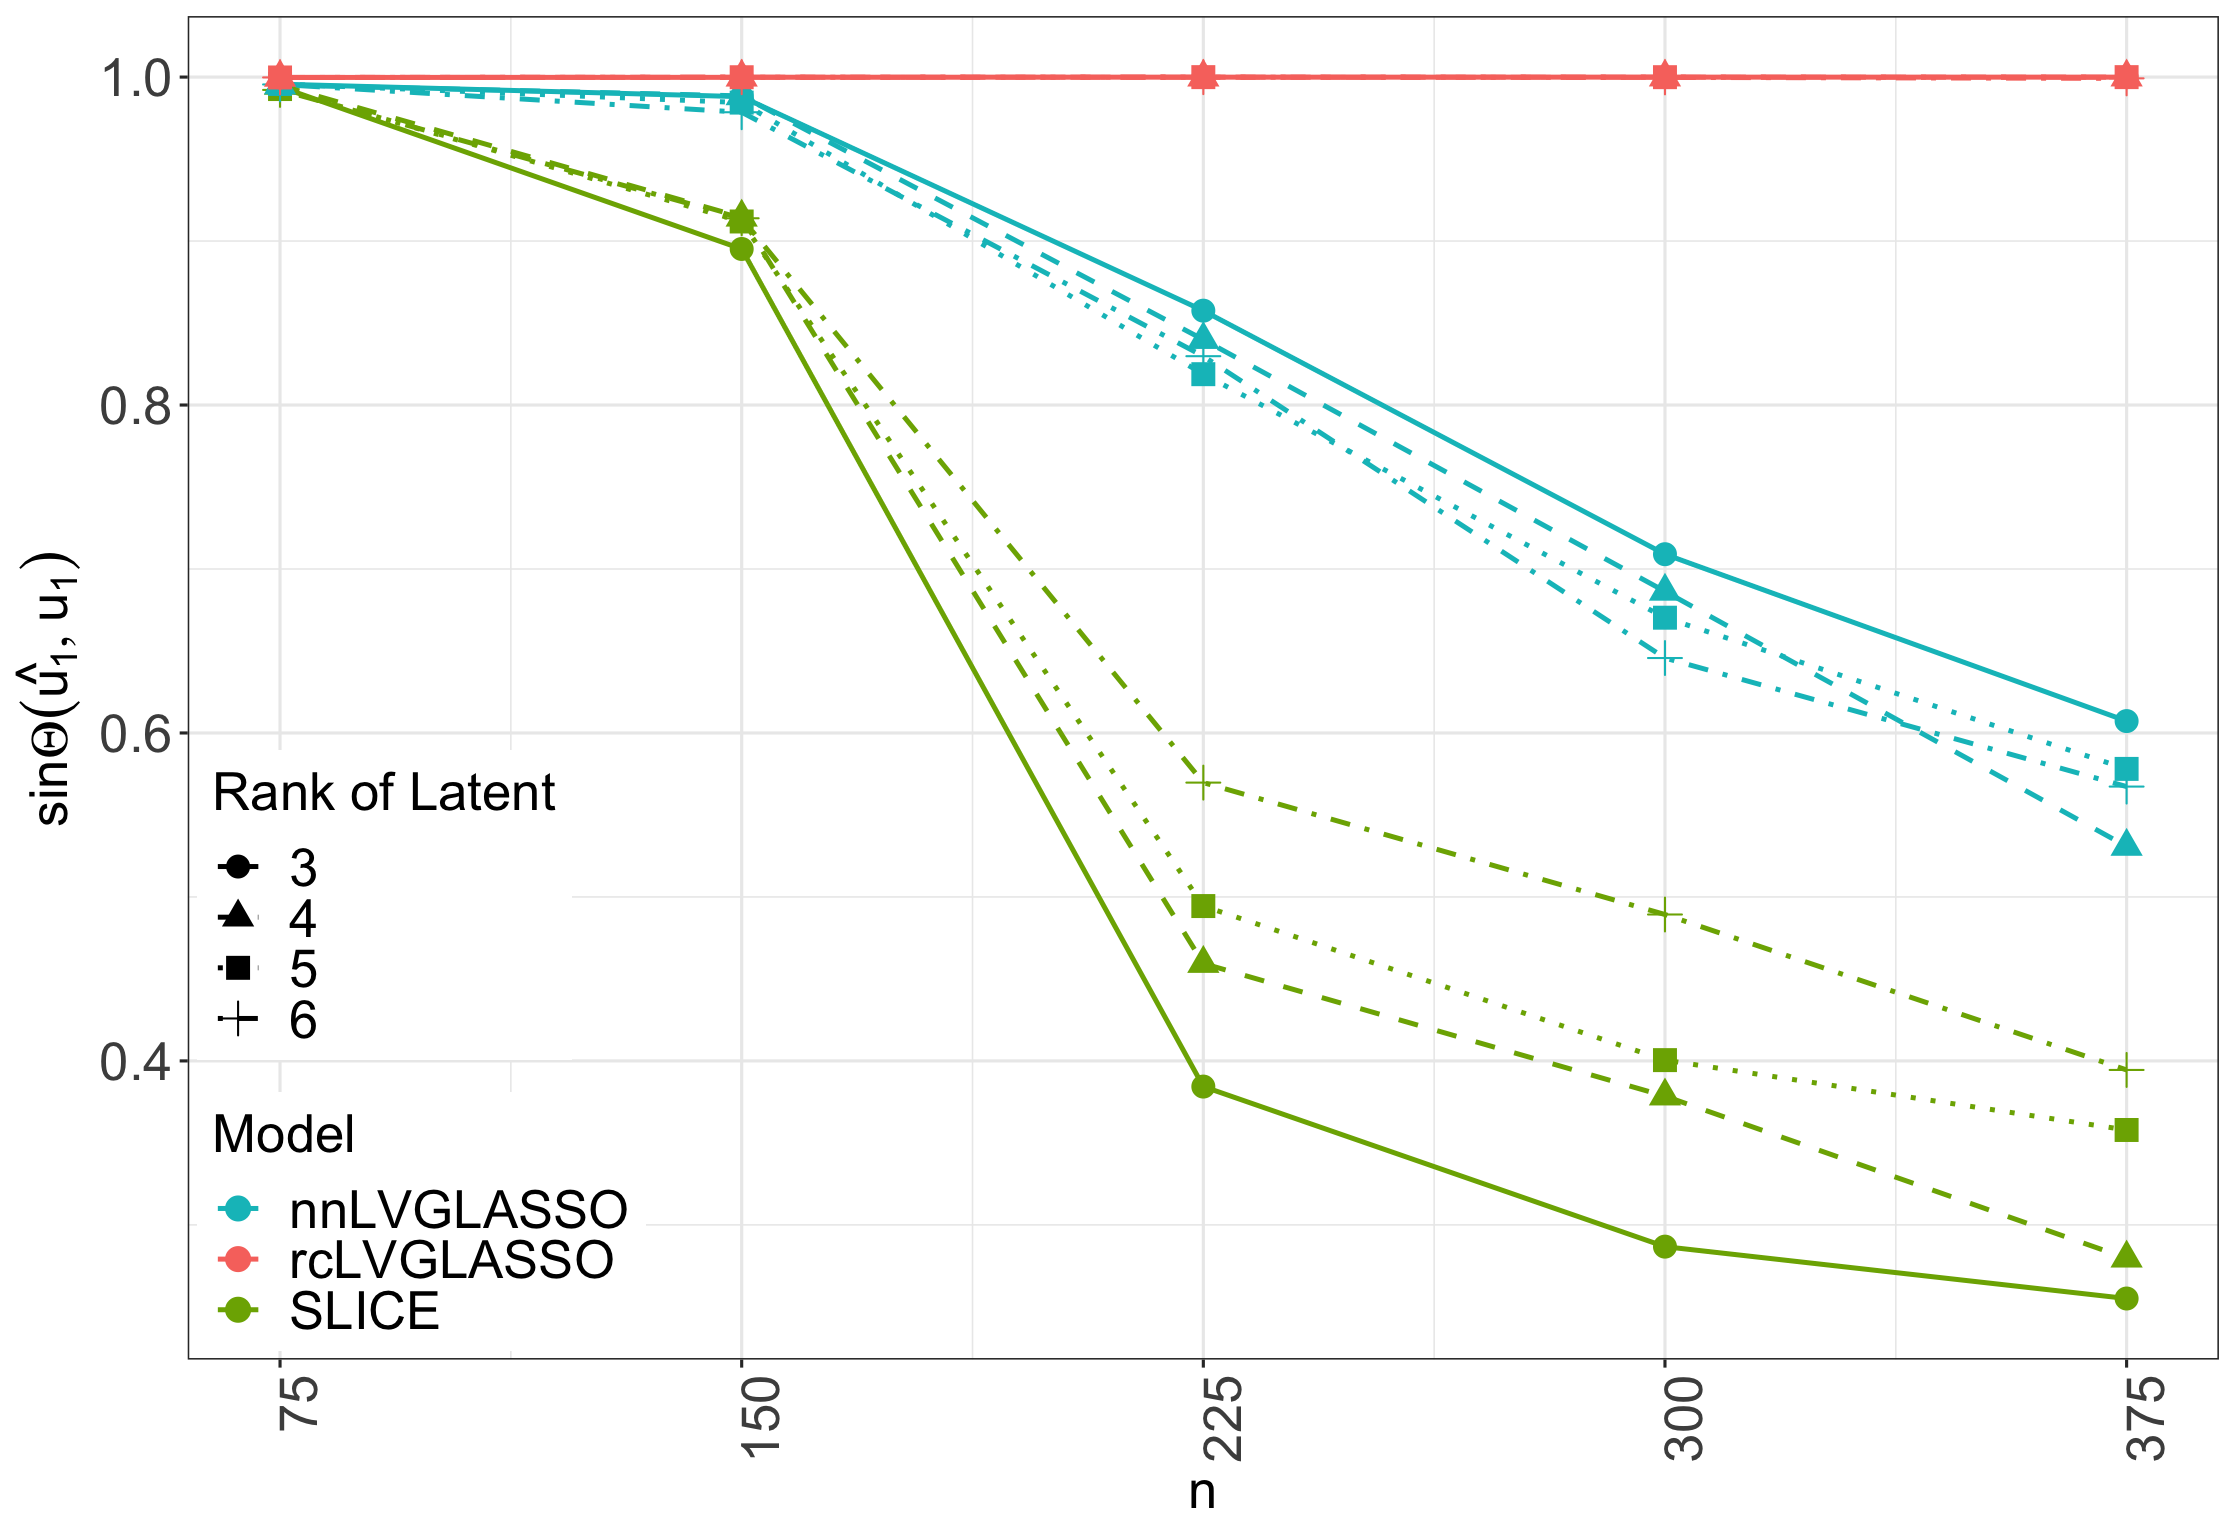 1.0
0.8
0.6
0.4
sinΘ(û₁, u₁)
Rank of Latent
3
4
5
6
Model
nnLVGLASSO
rcLVGLASSO
SLICE
75
150
225
300
375
n